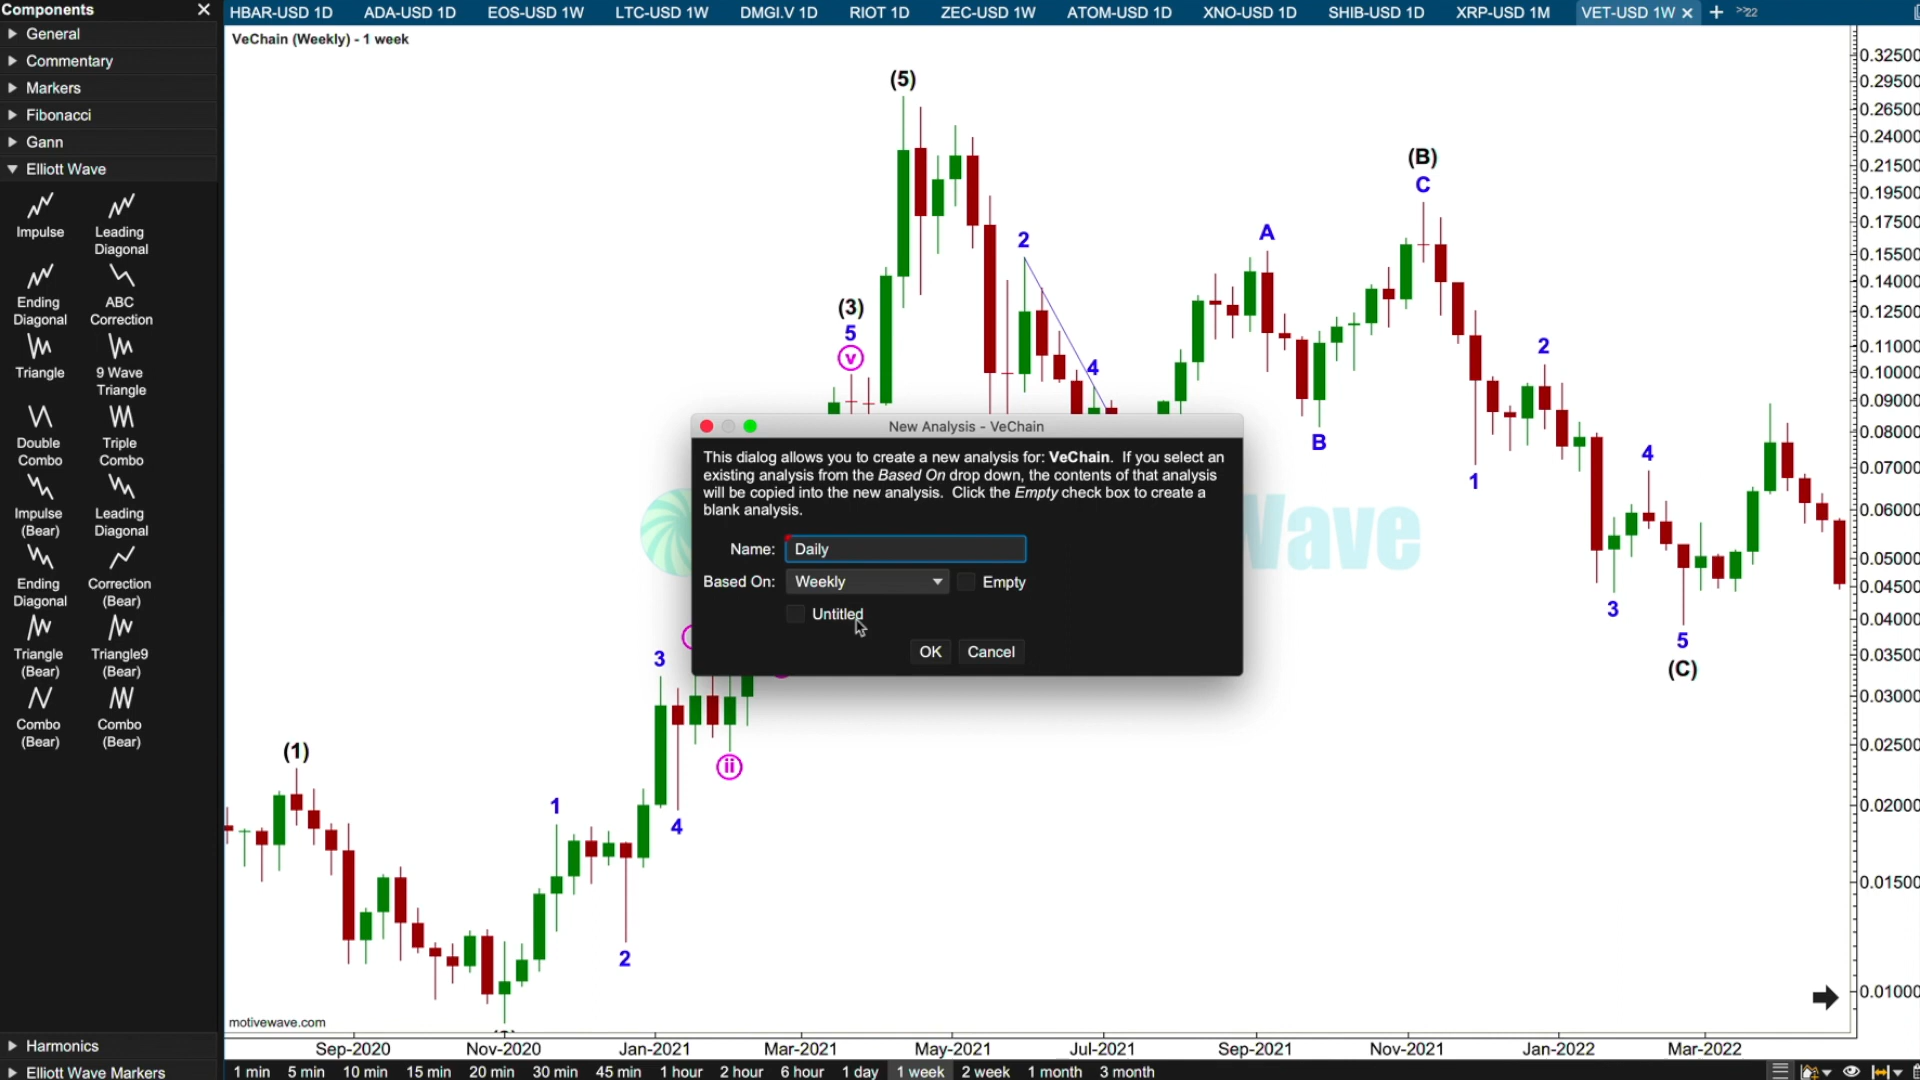 Components
HBAR-USD 1D ADA-USD 1D EOS-USD 1W LTC-USD 1W DMGI.V 1D RIOT 1D ZEC-USD 1W ATOM-USD 1D XNO-USD 1D SHIB-USD 1D XRP-USD 1M VET-USD 1W × + >>22
General
Commentary
Markers
Fibonacci
Gann
Elliott Wave
Impulse
Leading Diagonal
Ending Diagonal
ABC Correction
Triangle
9 Wave Triangle
Double Combo
Triple Combo
Impulse (Bear)
Leading Diagonal
Ending Diagonal
Correction (Bear)
Triangle (Bear)
Triangle9 (Bear)
Combo (Bear)
Combo (Bear)
Harmonics
Elliott Wave Markers
VeChain (Weekly) - 1 week
(5)
(B)
C
A
2
(3)
5
v
4
2
B
4
1
3
5
(C)
3
(1)
ii
1
4
2
Wave
New Analysis - VeChain
This dialog allows you to create a new analysis for: VeChain. If you select an
existing analysis from the Based On drop down, the contents of that analysis
will be copied into the new analysis. Click the Empty check box to create a
blank analysis.
Name: Daily
Based On: Weekly Empty
Untitled
OK Cancel
0.32500
0.29500
0.26500
0.24000
0.21500
0.19500
0.17500
0.15500
0.14000
0.12500
0.11000
0.10000
0.09000
0.08000
0.07000
0.06000
0.05000
0.04500
0.04000
0.03500
0.03000
0.02500
0.02000
0.01500
0.01000
motivewave.com
Sep-2020 Nov-2020 Jan-2021 Mar-2021 May-2021 Jul-2021 Sep-2021 Nov-2021 Jan-2022 Mar-2022
1 min 5 min 10 min 15 min 20 min 30 min 45 min 1 hour 2 hour 6 hour 1 day 1 week 2 week 1 month 3 month